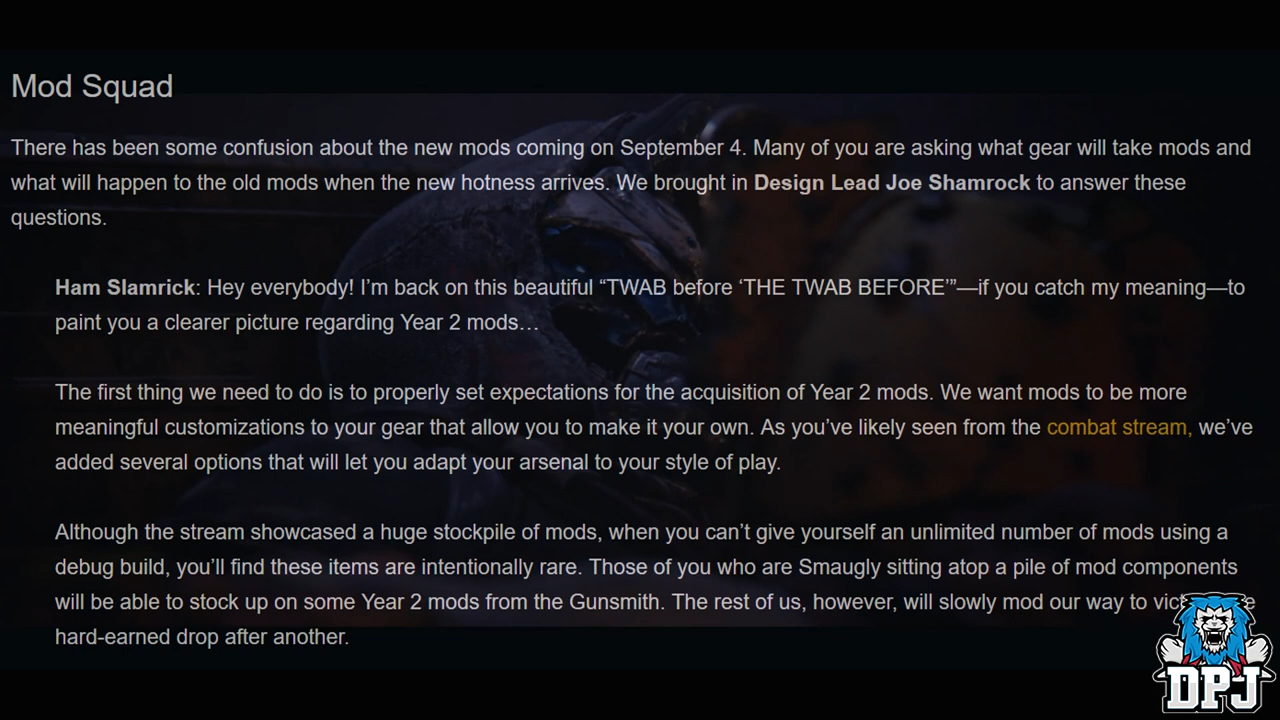 Mod Squad
There has been some confusion about the new mods coming on September 4. Many of you are asking what gear will take mods and
what will happen to the old mods when the new hotness arrives. We brought in Design Lead Joe Shamrock to answer these
questions.
Ham Slamrick: Hey everybody! I’m back on this beautiful “TWAB before ‘THE TWAB BEFORE’”—if you catch my meaning—to
paint you a clearer picture regarding Year 2 mods…
The first thing we need to do is to properly set expectations for the acquisition of Year 2 mods. We want mods to be more
meaningful customizations to your gear that allow you to make it your own. As you’ve likely seen from the combat stream, we’ve
added several options that will let you adapt your arsenal to your style of play.
Although the stream showcased a huge stockpile of mods, when you can’t give yourself an unlimited number of mods using a
debug build, you’ll find these items are intentionally rare. Those of you who are Smaugly sitting atop a pile of mod components
will be able to stock up on some Year 2 mods from the Gunsmith. The rest of us, however, will slowly mod our way to
hard-earned drop after another.
DPJ